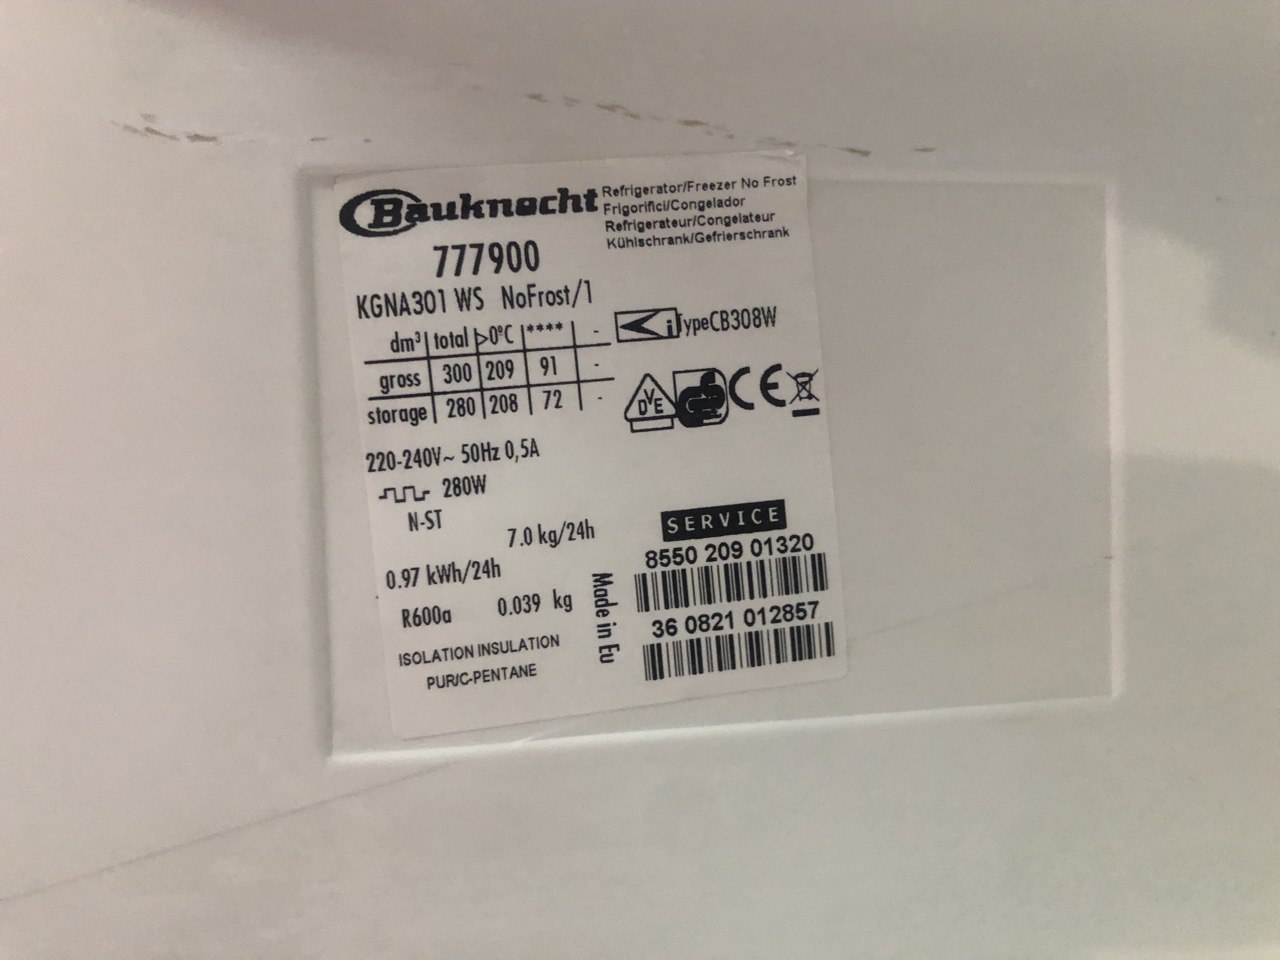 Bauknecht
Refrigerator/Freezer No Frost
Frigorifici/Congelador
Refrigerateur/Congelateur
Kühlschrank/Gefrierschrank
777900
KGNA301 WS NoFrost/1
i TypeCB308W
dm³ total >0°C **** -
gross 300 209 91 -
storage 280 208 72 -
DVE GS CE
220-240V~ 50Hz 0,5A
280W
N-ST
7.0 kg/24h
0.97 kWh/24h
R600a 0.039 kg
ISOLATION INSULATION
PUR/C-PENTANE
Made in Eu
SERVICE
8550 209 01320
36 0821 012857